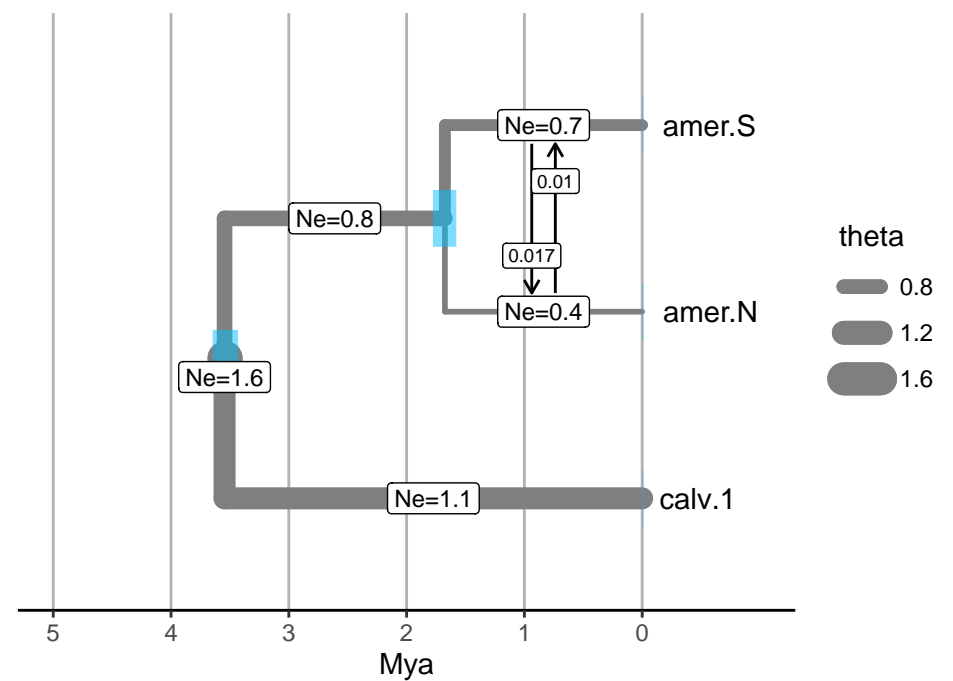 Ne=0.7
amer.S
0.01
Ne=0.8
theta
0.017
0.8
Ne=0.4
amer.N
1.2
Ne=1.6
1.6
Ne=1.1
calv.1
5 4 3 2 1 0
Mya